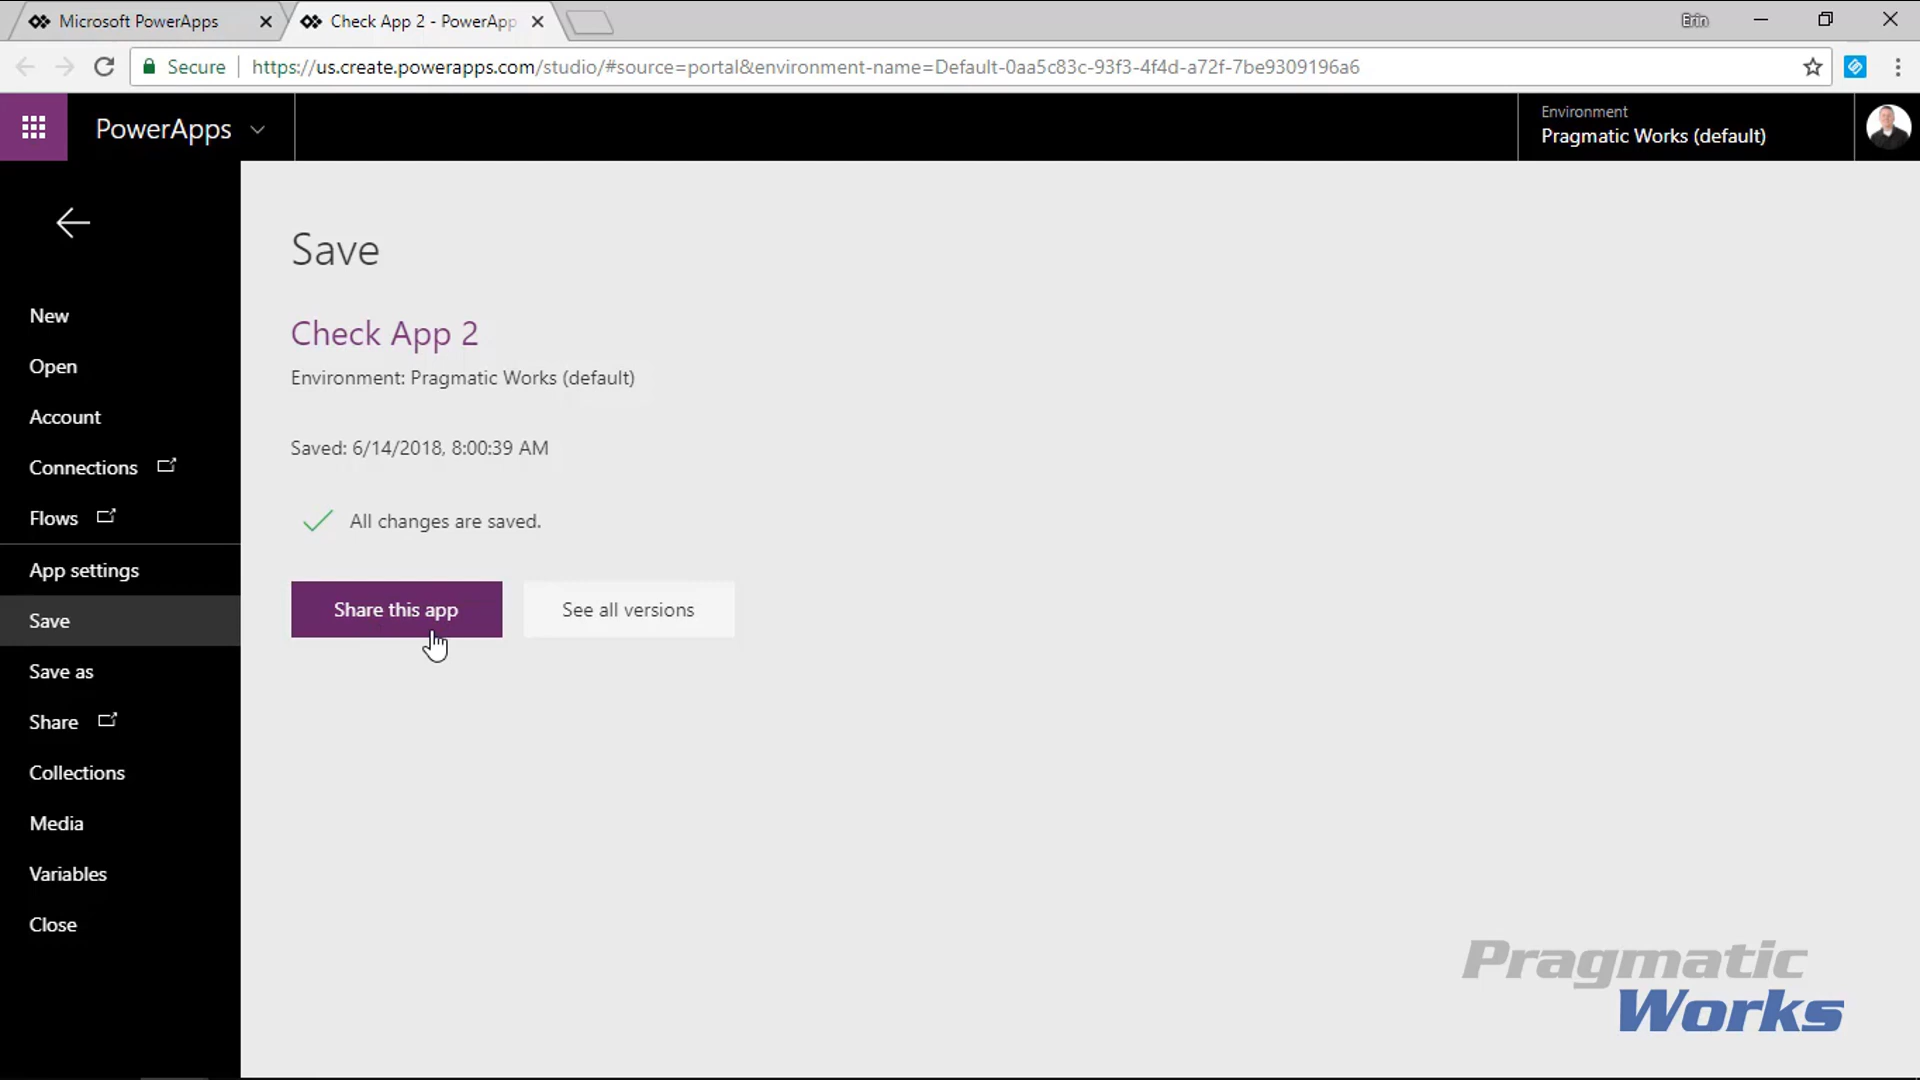 Microsoft PowerApps
Check App 2 - PowerApp
Erin
Secure
https://us.create.powerapps.com/studio/#source=portal&environment-name=Default-0aa5c83c-93f3-4f4d-a72f-7be9309196a6
PowerApps
Environment
Pragmatic Works (default)
New
Open
Account
Connections
Flows
App settings
Save
Save as
Share
Collections
Media
Variables
Close
Save
Check App 2
Environment: Pragmatic Works (default)
Saved: 6/14/2018, 8:00:39 AM
All changes are saved.
Share this app
See all versions
Pragmatic
Works